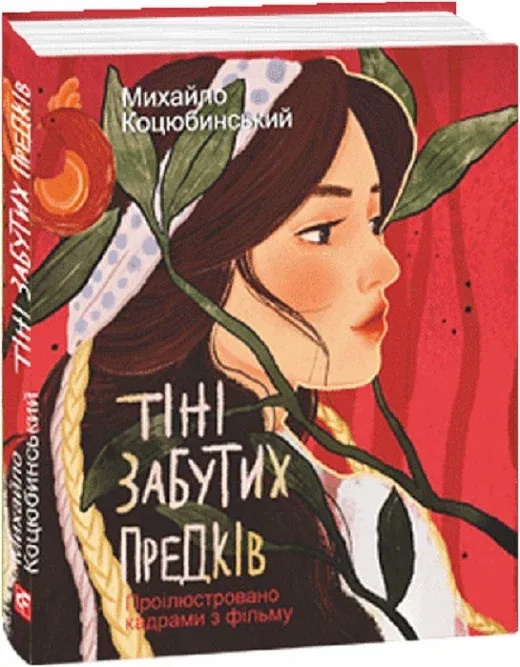 Михайло
Коцюбинський
ТІНІ
ЗАБУТИХ
ПРЕДКІВ
Проілюстровано
кадрами з фільму
Михайло
Коцюбинський
ТІНІ ЗАБУТИХ ПРЕДКІВ